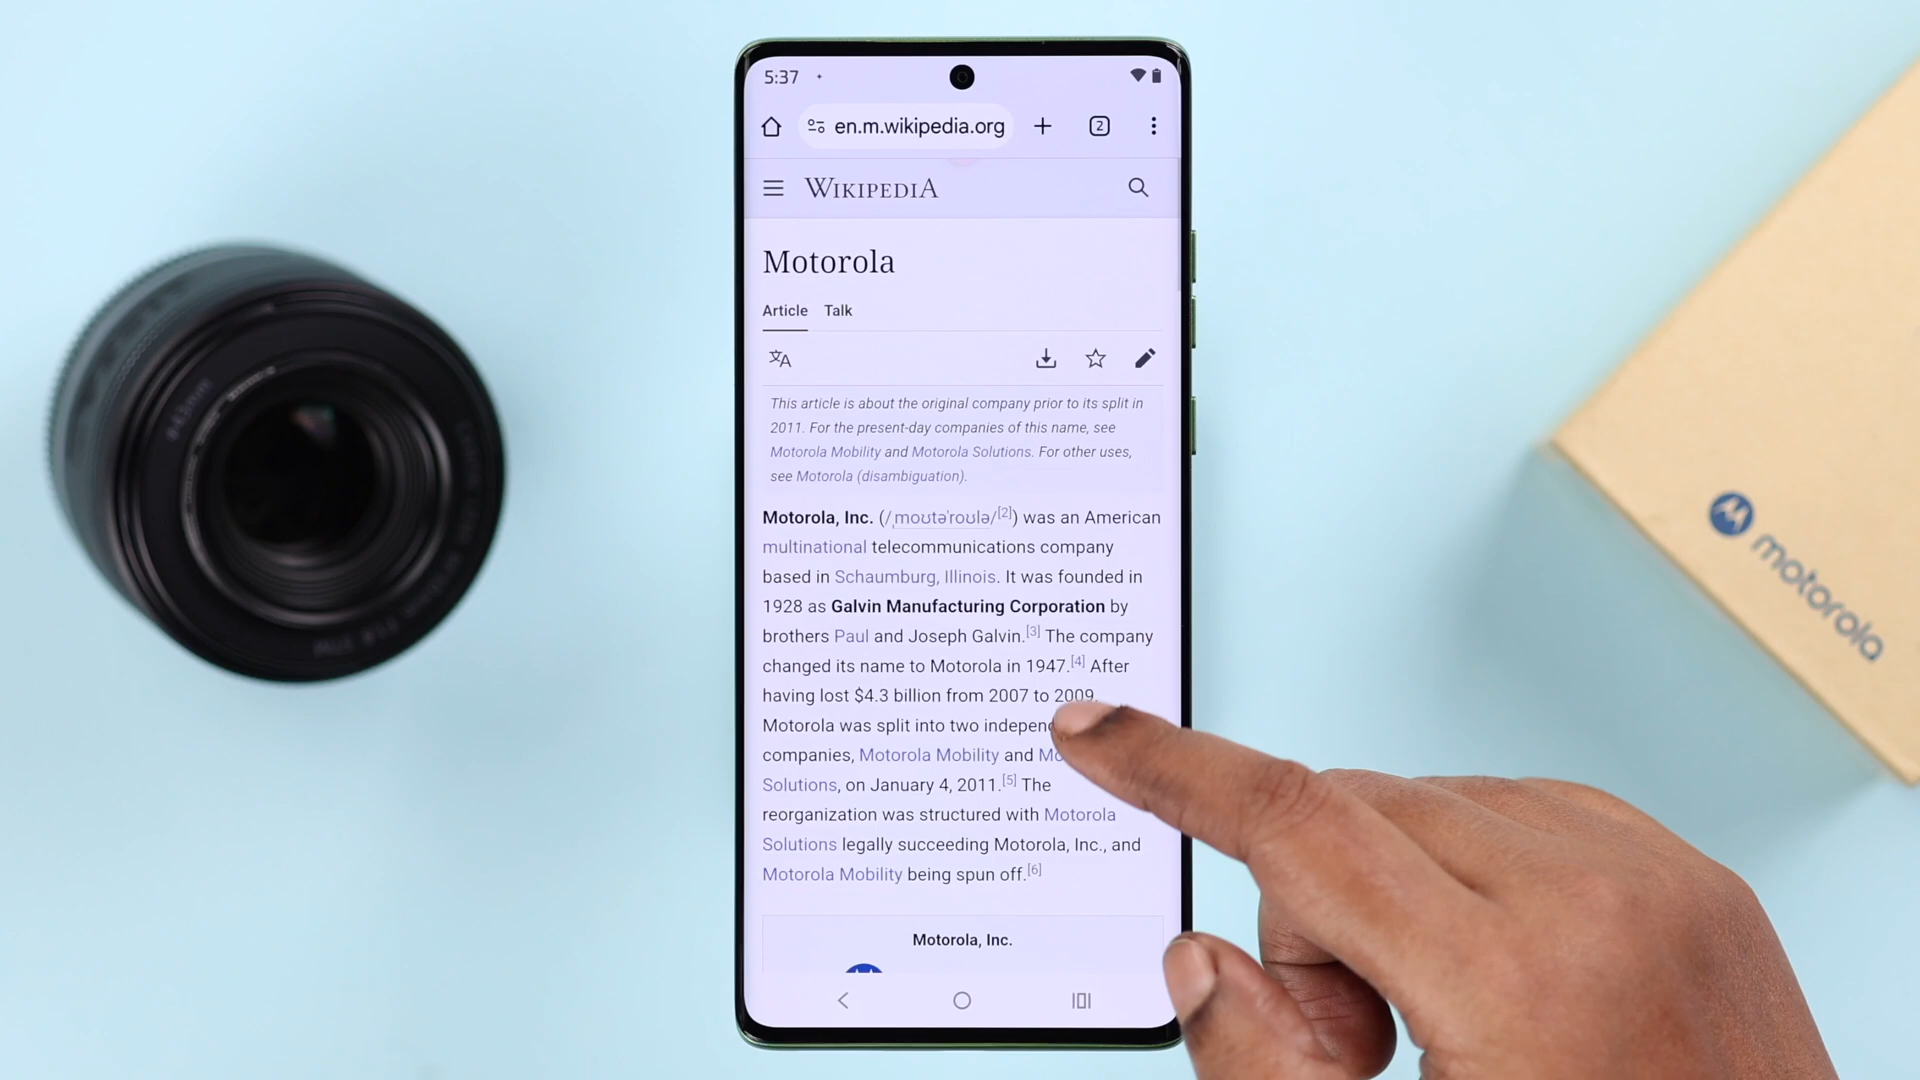 5:37
en.m.wikipedia.org
2
WIKIPEDIA
Motorola
Article Talk
This article is about the original company prior to its split in
2011. For the present-day companies of this name, see
Motorola Mobility and Motorola Solutions. For other uses,
see Motorola (disambiguation).
Motorola, Inc. (/ˌmoʊtəˈroʊlə/[2]) was an American
multinational telecommunications company
based in Schaumburg, Illinois. It was founded in
1928 as Galvin Manufacturing Corporation by
brothers Paul and Joseph Galvin.[3] The company
changed its name to Motorola in 1947.[4] After
having lost $4.3 billion from 2007 to 2009,
Motorola was split into two
companies, Motorola Mobility and
Solutions, on January 4, 2011.[5] The
reorganization was structured with Motorola
Solutions legally succeeding Motorola, Inc., and
Motorola Mobility being spun off.[6]
Motorola, Inc.
motorola